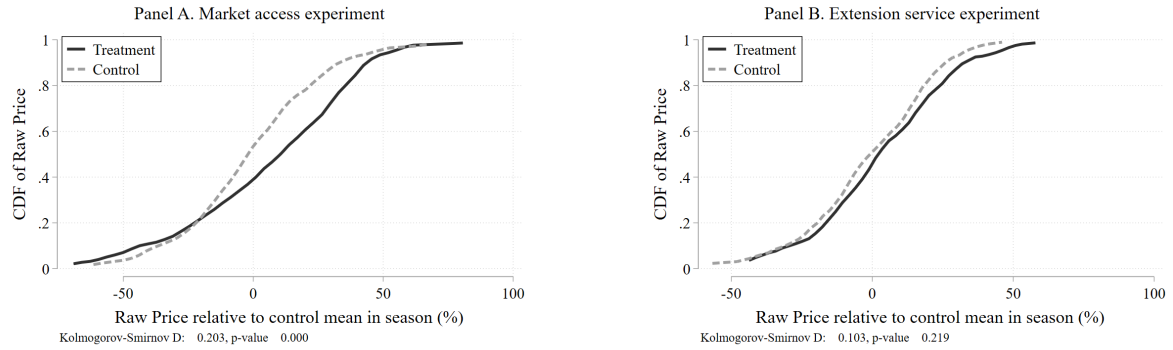 Panel A. Market access experiment
Treatment
Control
CDF of Raw Price
1
.8
.6
.4
.2
0
-50 0 50 100
Raw Price relative to control mean in season (%)
Kolmogorov-Smirnov D: 0.203, p-value 0.000
Panel B. Extension service experiment
Treatment
Control
CDF of Raw Price
1
.8
.6
.4
.2
0
-50 0 50 100
Raw Price relative to control mean in season (%)
Kolmogorov-Smirnov D: 0.103, p-value 0.219